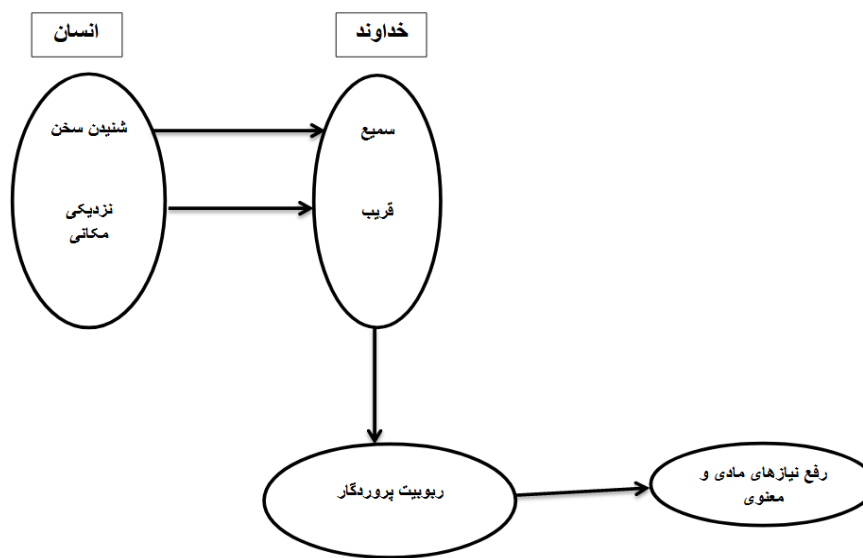 خداوند
انسان
سمیع
شنیدن سخن
قریب
نزدیکی
مکانی
ربوبیت پروردگار
رفع نیازهای مادی و
معنوی